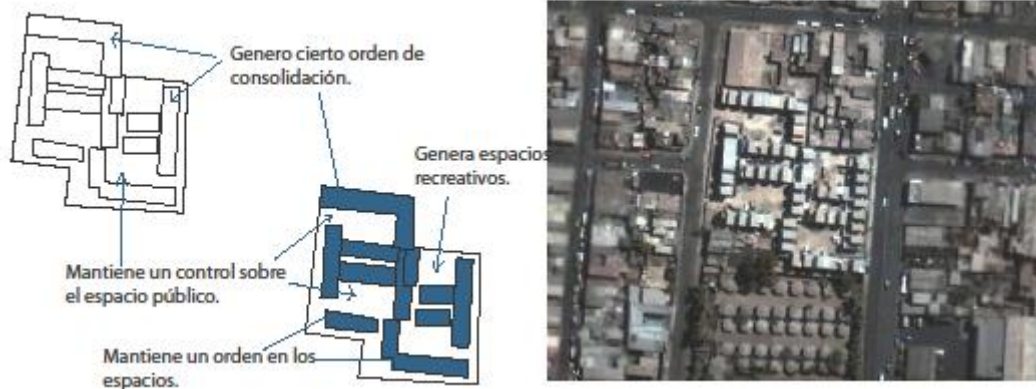 Genero cierto orden de
consolidación.
Genera espacios
recreativos.
Mantiene un control sobre
el espacio público.
Mantiene un orden en los
espacios.